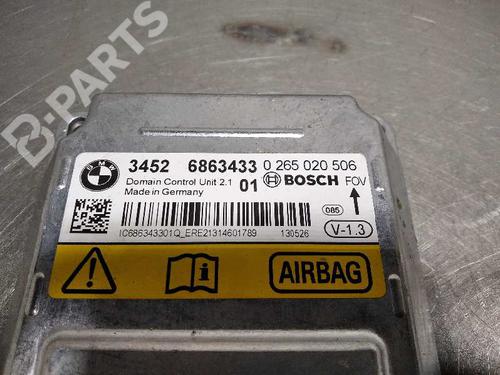 B-PARTS
BMW
3452 6863433 0 265 020 506
Domain Control Unit 2.1 01 BOSCH FOV
Made in Germany
085
IC686343301Q_ERE21314601789 130526 V-1.3
AIRBAG